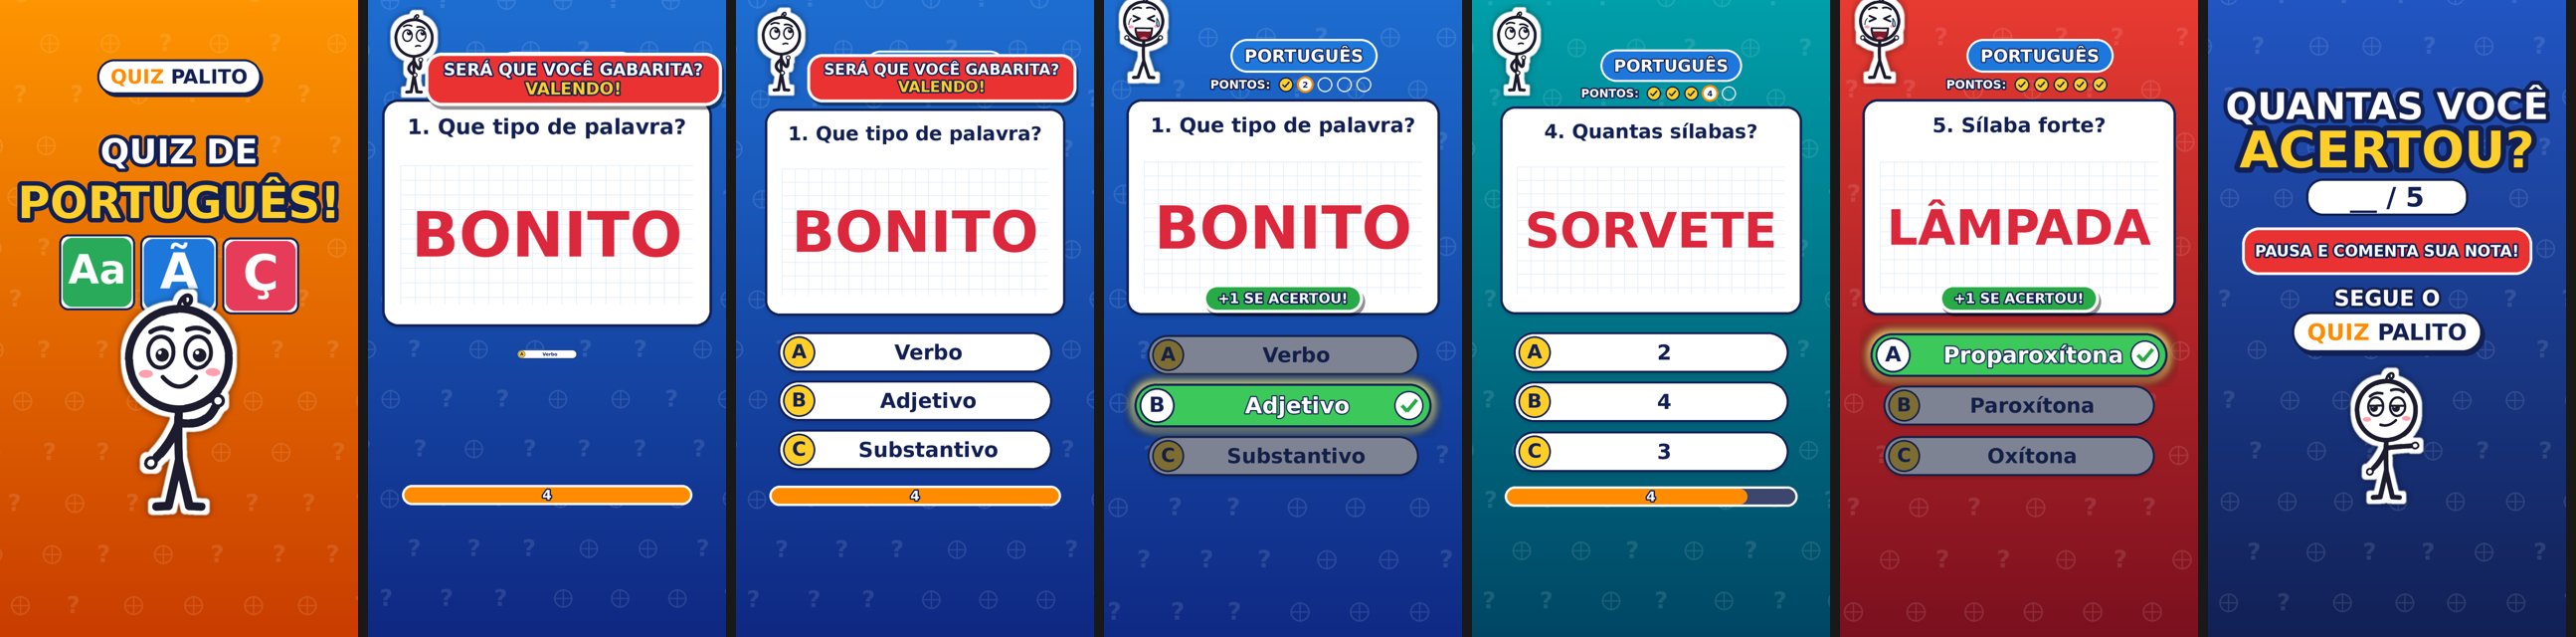 QUIZ PALITO
QUIZ DE
PORTUGUÊS!
Aa
Ã
Ç
SERÁ QUE VOCÊ GABARITA?
VALENDO!
1. Que tipo de palavra?
BONITO
A Verbo
4
SERÁ QUE VOCÊ GABARITA?
VALENDO!
1. Que tipo de palavra?
BONITO
A Verbo
B Adjetivo
C Substantivo
4
PORTUGUÊS
PONTOS: 2
1. Que tipo de palavra?
BONITO
+1 SE ACERTOU!
A Verbo
B Adjetivo
C Substantivo
PORTUGUÊS
PONTOS: 4
4. Quantas sílabas?
SORVETE
A 2
B 4
C 3
4
PORTUGUÊS
PONTOS:
5. Sílaba forte?
LÂMPADA
+1 SE ACERTOU!
A Proparoxítona
B Paroxítona
C Oxítona
QUANTAS VOCÊ
ACERTOU?
__ / 5
PAUSA E COMENTA SUA NOTA!
SEGUE O
QUIZ PALITO